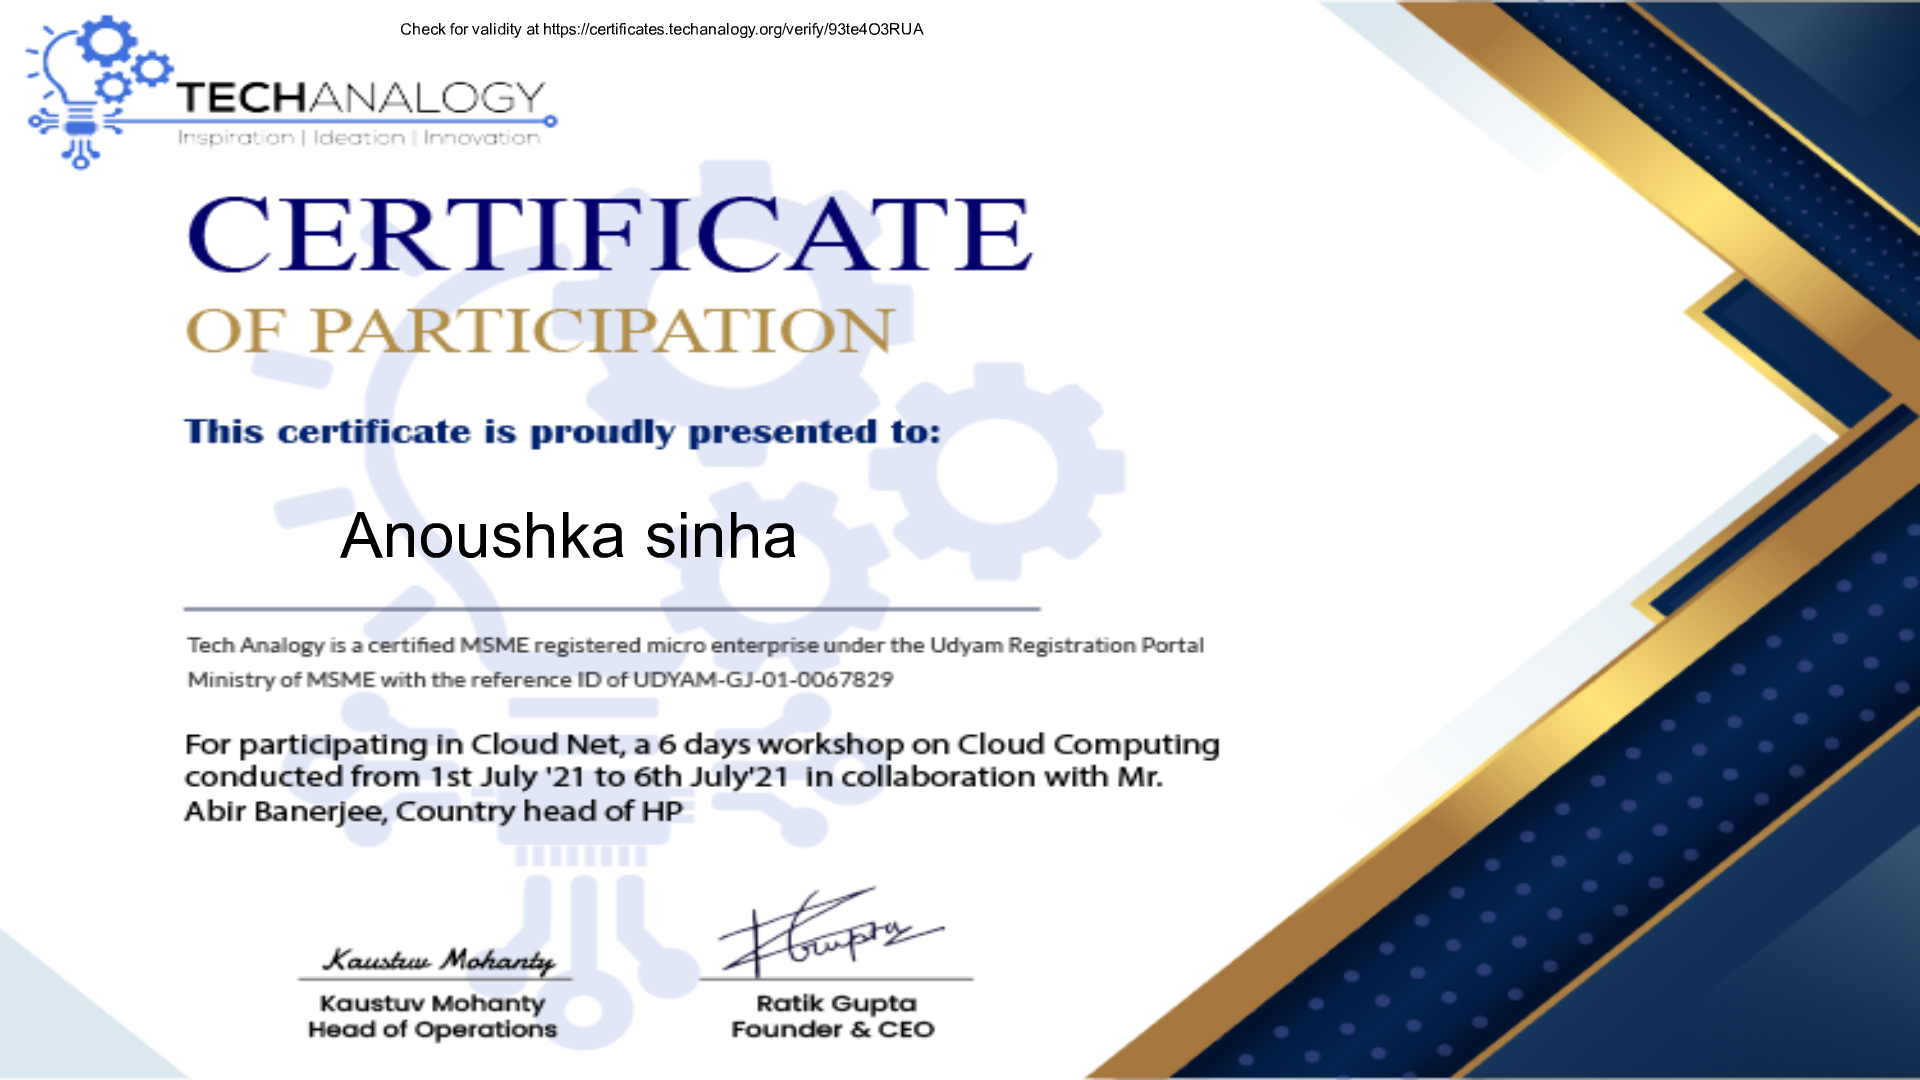 Check for validity at https://certificates.techanalogy.org/verify/93te4O3RUA
TECHANALOGY
Inspiration | Ideation | Innovation
CERTIFICATE
OF PARTICIPATION
This certificate is proudly presented to:
Anoushka sinha
Tech Analogy is a certified MSME registered micro enterprise under the Udyam Registration Portal
Ministry of MSME with the reference ID of UDYAM-GJ-01-0067829
For participating in Cloud Net, a 6 days workshop on Cloud Computing
conducted from 1st July '21 to 6th July'21 in collaboration with Mr.
Abir Banerjee, Country head of HP
Kaustuv Mohanty
Kaustuv Mohanty
Head of Operations
RGupta
Ratik Gupta
Founder & CEO